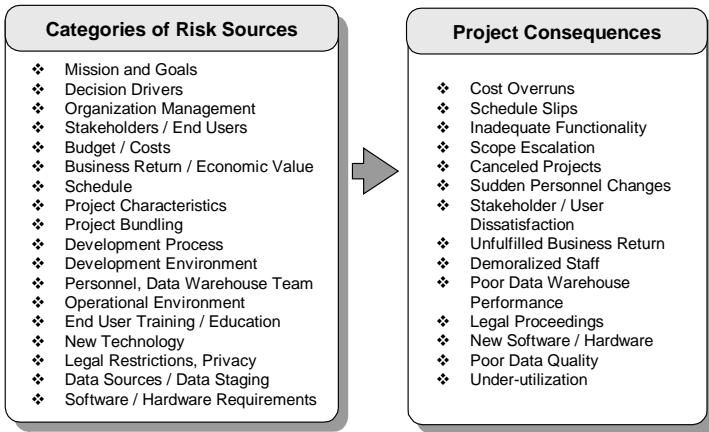 Categories of Risk Sources
❖ Mission and Goals
❖ Decision Drivers
❖ Organization Management
❖ Stakeholders / End Users
❖ Budget / Costs
❖ Business Return / Economic Value
❖ Schedule
❖ Project Characteristics
❖ Project Bundling
❖ Development Process
❖ Development Environment
❖ Personnel, Data Warehouse Team
❖ Operational Environment
❖ End User Training / Education
❖ New Technology
❖ Legal Restrictions, Privacy
❖ Data Sources / Data Staging
❖ Software / Hardware Requirements
Project Consequences
❖ Cost Overruns
❖ Schedule Slips
❖ Inadequate Functionality
❖ Scope Escalation
❖ Canceled Projects
❖ Sudden Personnel Changes
❖ Stakeholder / User
Dissatisfaction
❖ Unfulfilled Business Return
❖ Demoralized Staff
❖ Poor Data Warehouse
Performance
❖ Legal Proceedings
❖ New Software / Hardware
❖ Poor Data Quality
❖ Under-utilization